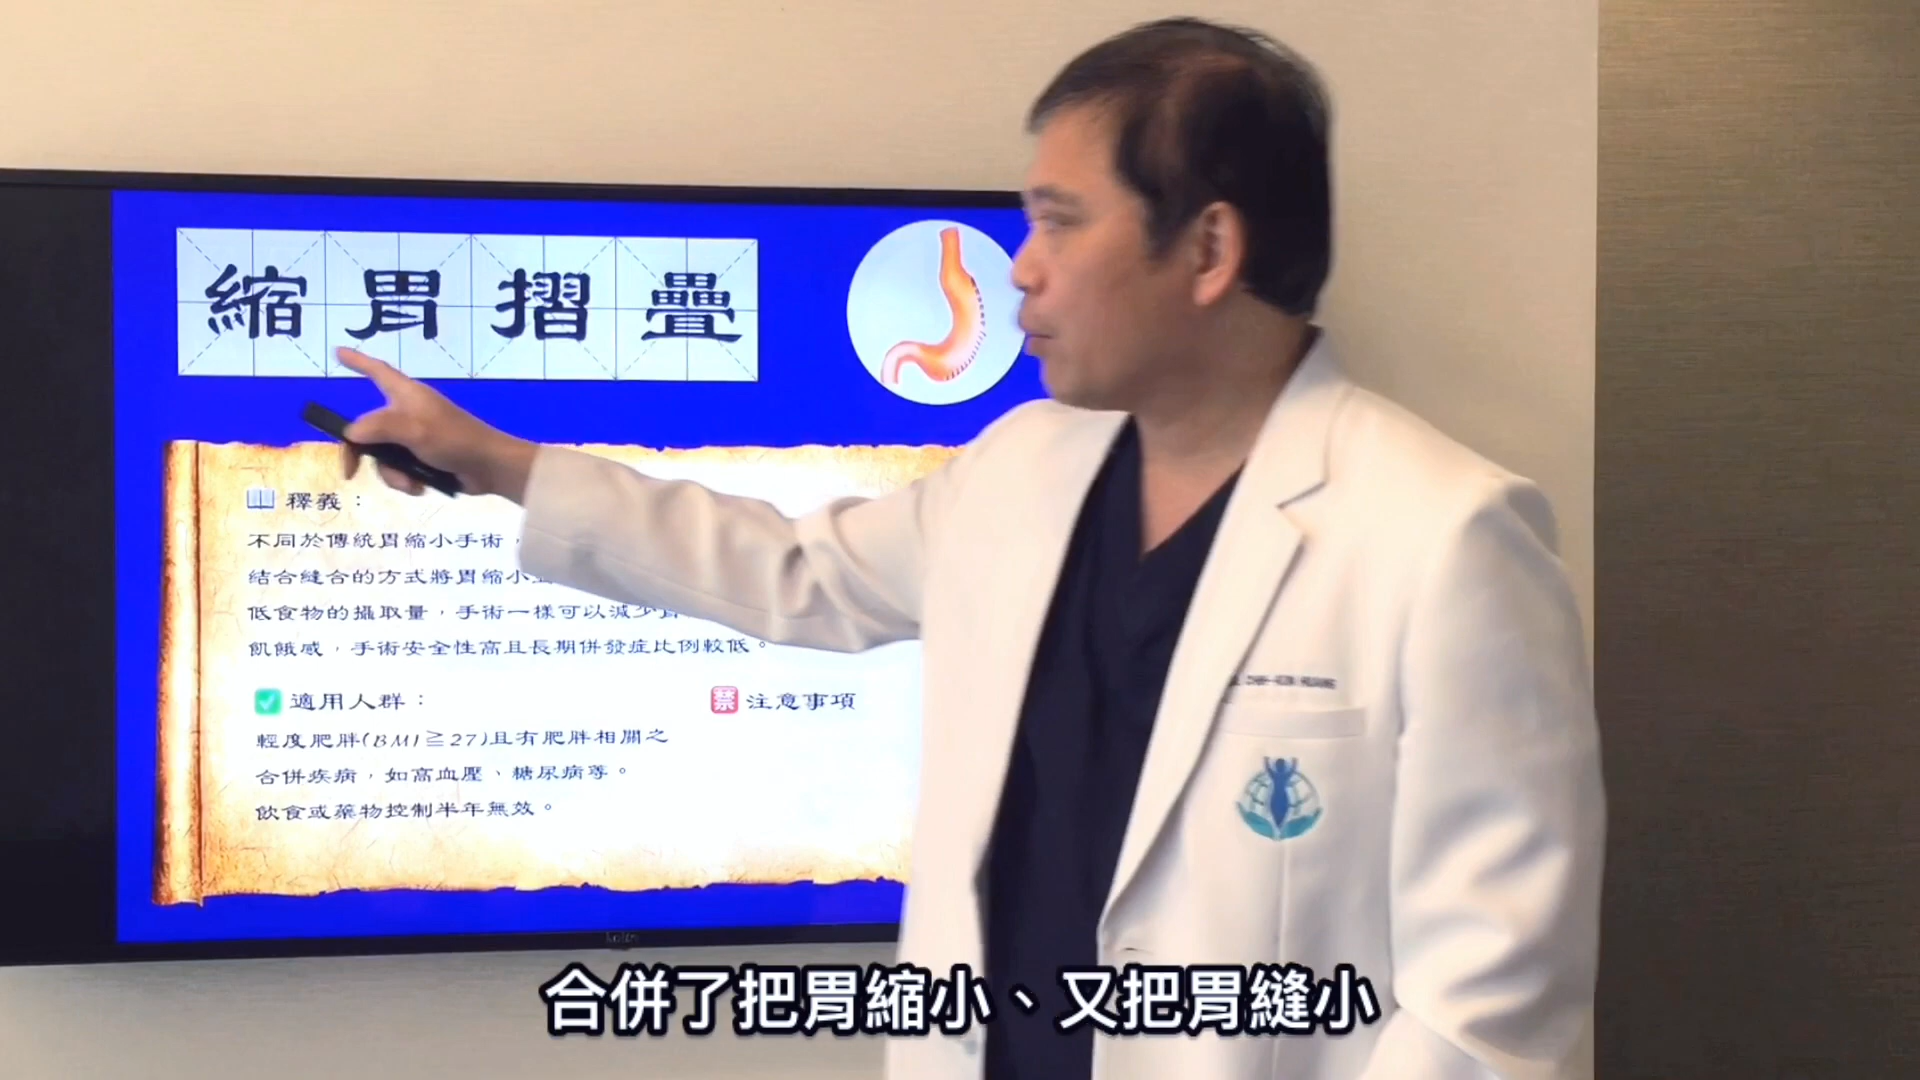 縮胃摺疊
釋義：
不同於傳統胃縮小手術，
結合縫合的方式將胃縮小
低食物的攝取量，手術一樣可以減少
飢餓感，手術安全性高且長期併發症比例較低。
適用人群：
輕度肥胖(BMI≧27)且有肥胖相關之
合併疾病，如高血壓、糖尿病等。
飲食或藥物控制半年無效。
禁 注意事項
合併了把胃縮小、又把胃縫小